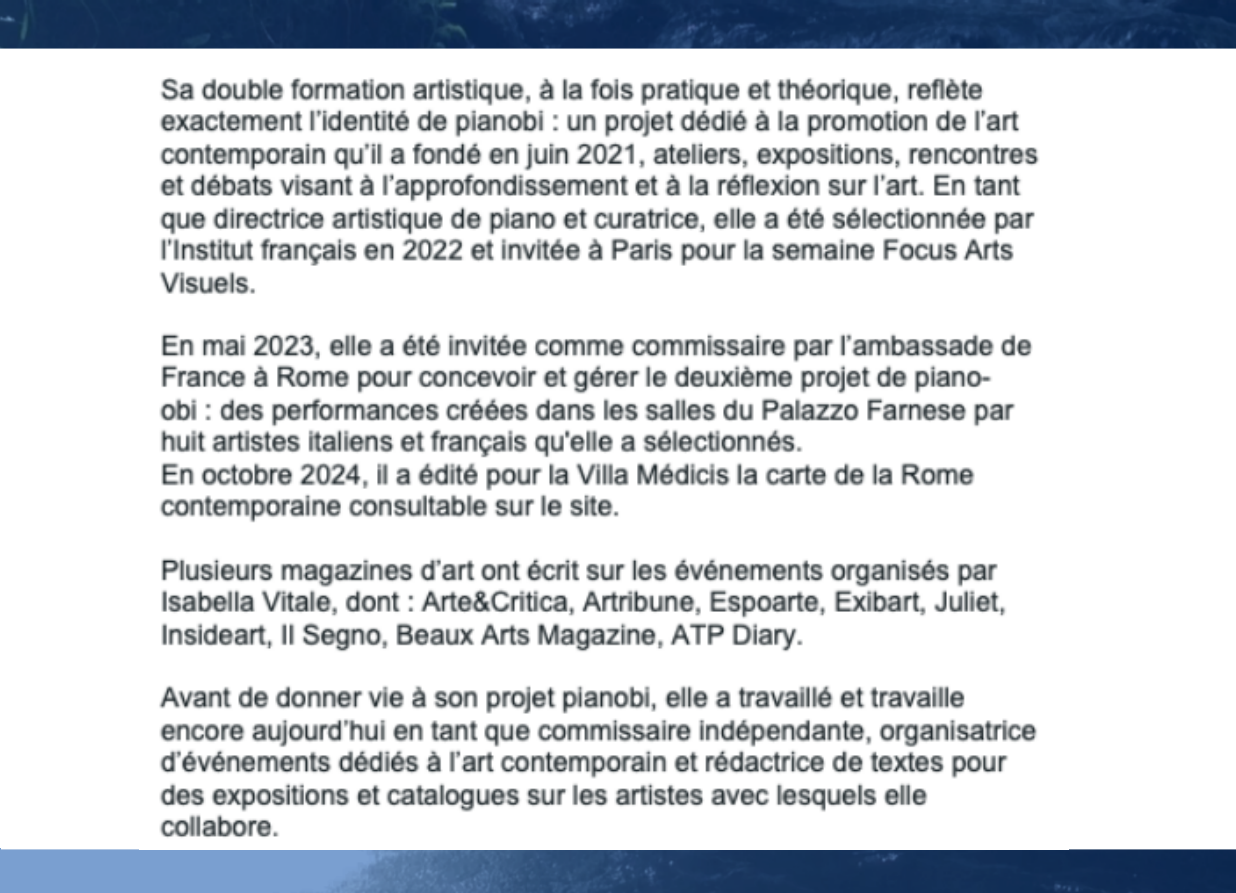 Sa double formation artistique, à la fois pratique et théorique, reflète
exactement l'identité de pianobi : un projet dédié à la promotion de l'art
contemporain qu'il a fondé en juin 2021, ateliers, expositions, rencontres
et débats visant à l'approfondissement et à la réflexion sur l'art. En tant
que directrice artistique de piano et curatrice, elle a été sélectionnée par
l'Institut français en 2022 et invitée à Paris pour la semaine Focus Arts
Visuels.

En mai 2023, elle a été invitée comme commissaire par l'ambassade de
France à Rome pour concevoir et gérer le deuxième projet de piano-
obi : des performances créées dans les salles du Palazzo Farnese par
huit artistes italiens et français qu'elle a sélectionnés.
En octobre 2024, il a édité pour la Villa Médicis la carte de la Rome
contemporaine consultable sur le site.

Plusieurs magazines d'art ont écrit sur les événements organisés par
Isabella Vitale, dont : Arte&Critica, Artribune, Espoarte, Exibart, Juliet,
Insideart, Il Segno, Beaux Arts Magazine, ATP Diary.

Avant de donner vie à son projet pianobi, elle a travaillé et travaille
encore aujourd'hui en tant que commissaire indépendante, organisatrice
d'événements dédiés à l'art contemporain et rédactrice de textes pour
des expositions et catalogues sur les artistes avec lesquels elle
collabore.